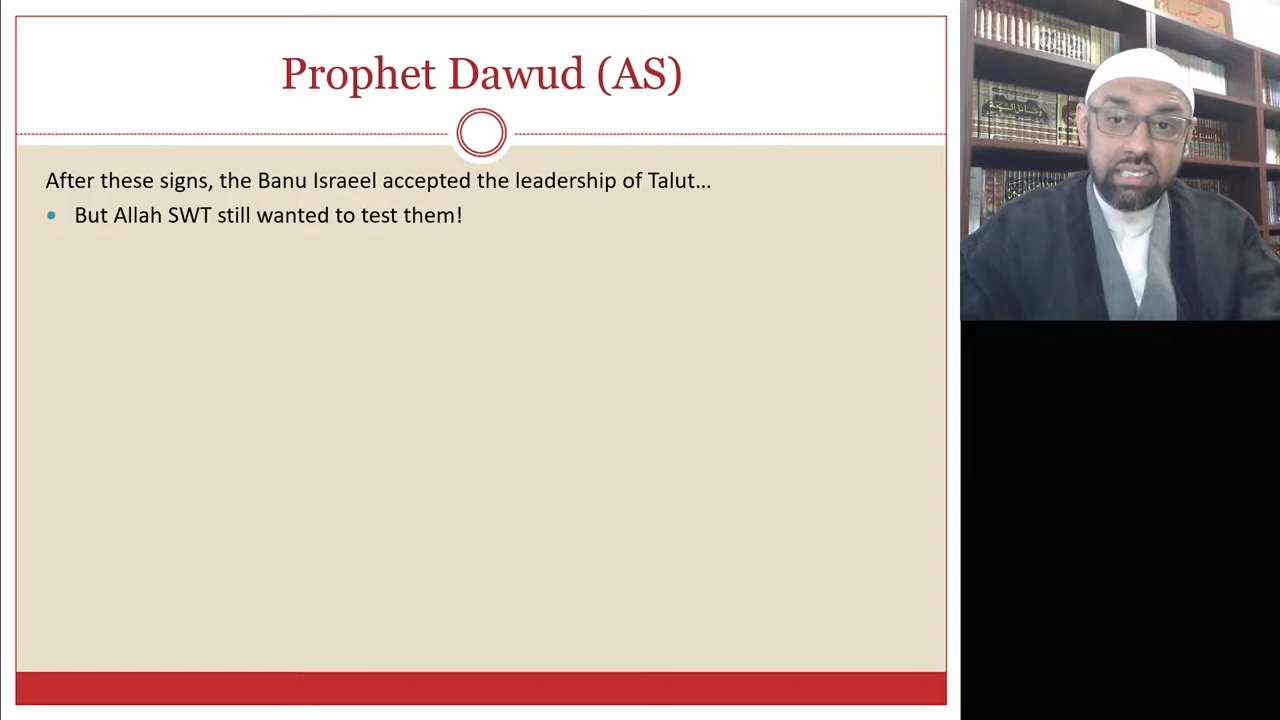 Prophet Dawud (AS)
After these signs, the Banu Israeel accepted the leadership of Talut...
• But Allah SWT still wanted to test them!